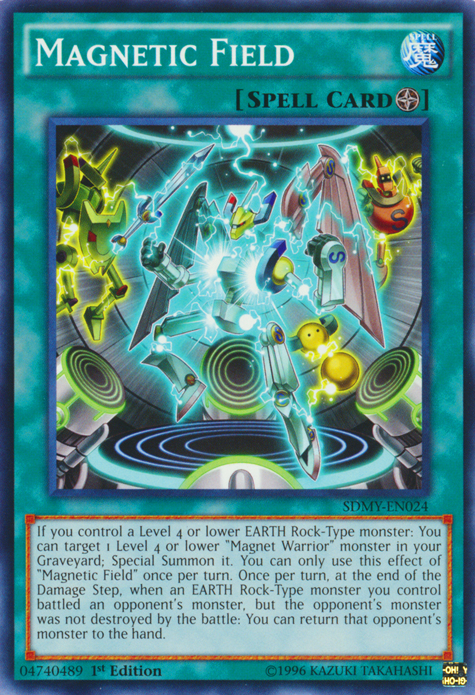 MAGNETIC FIELD
SPELL
魔
[SPELL CARD]
SDMY-EN024
If you control a Level 4 or lower EARTH Rock-Type monster: You
can target 1 Level 4 or lower "Magnet Warrior" monster in your
Graveyard; Special Summon it. You can only use this effect of
"Magnetic Field" once per turn. Once per turn, at the end of the
Damage Step, when an EARTH Rock-Type monster you control
battled an opponent's monster, but the opponent's monster
was not destroyed by the battle: You can return that opponent's
monster to the hand.
04740489 1st Edition ©1996 KAZUKI TAKAHASHI